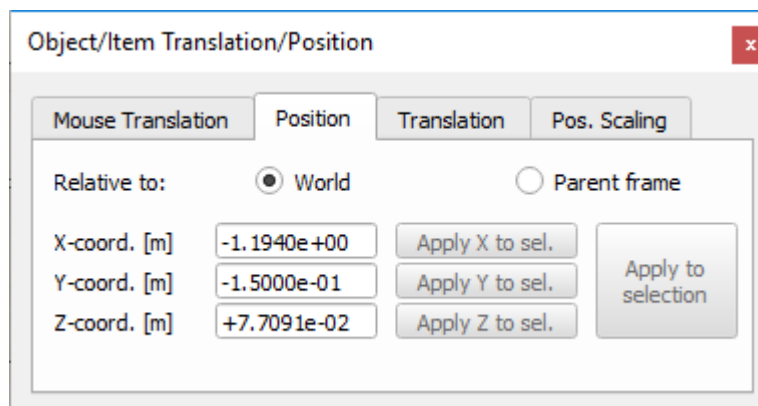 Object/Item Translation/Position
x
Mouse Translation Position Translation Pos. Scaling
Relative to: World Parent frame
X-coord. [m] -1.1940e+00 Apply X to sel.
Y-coord. [m] -1.5000e-01 Apply Y to sel.
Z-coord. [m] +7.7091e-02 Apply Z to sel.
Apply to
selection